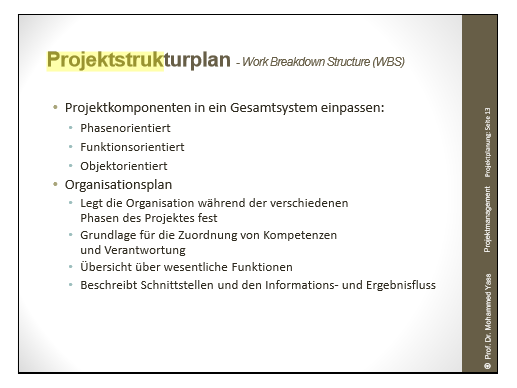 Projektstrukturplan - Work Breakdown Structure (WBS)
• Projektkomponenten in ein Gesamtsystem einpassen:
• Phasenorientiert
• Funktionsorientiert
• Objektorientiert
• Organisationsplan
• Legt die Organisation während der verschiedenen
Phasen des Projektes fest
• Grundlage für die Zuordnung von Kompetenzen
und Verantwortung
• Übersicht über wesentliche Funktionen
• Beschreibt Schnittstellen und den Informations- und Ergebnisfluss
© Prof. Dr. Mohammed Yass Projektmanagement Projektplanung: Seite 13